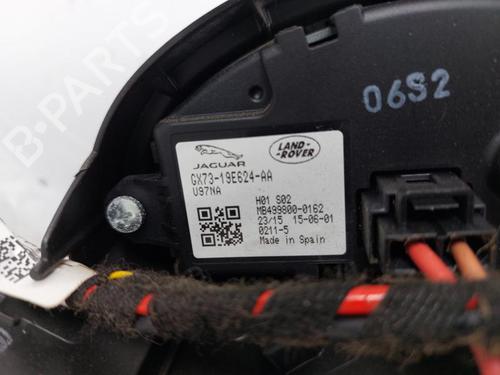 06S2
JAGUAR
LAND-
ROVER
GX73-19E624-AA
U97NA
H01 S02
MB499800-0162
23/15 15-06-01
0211-5
Made in Spain
B-Parts